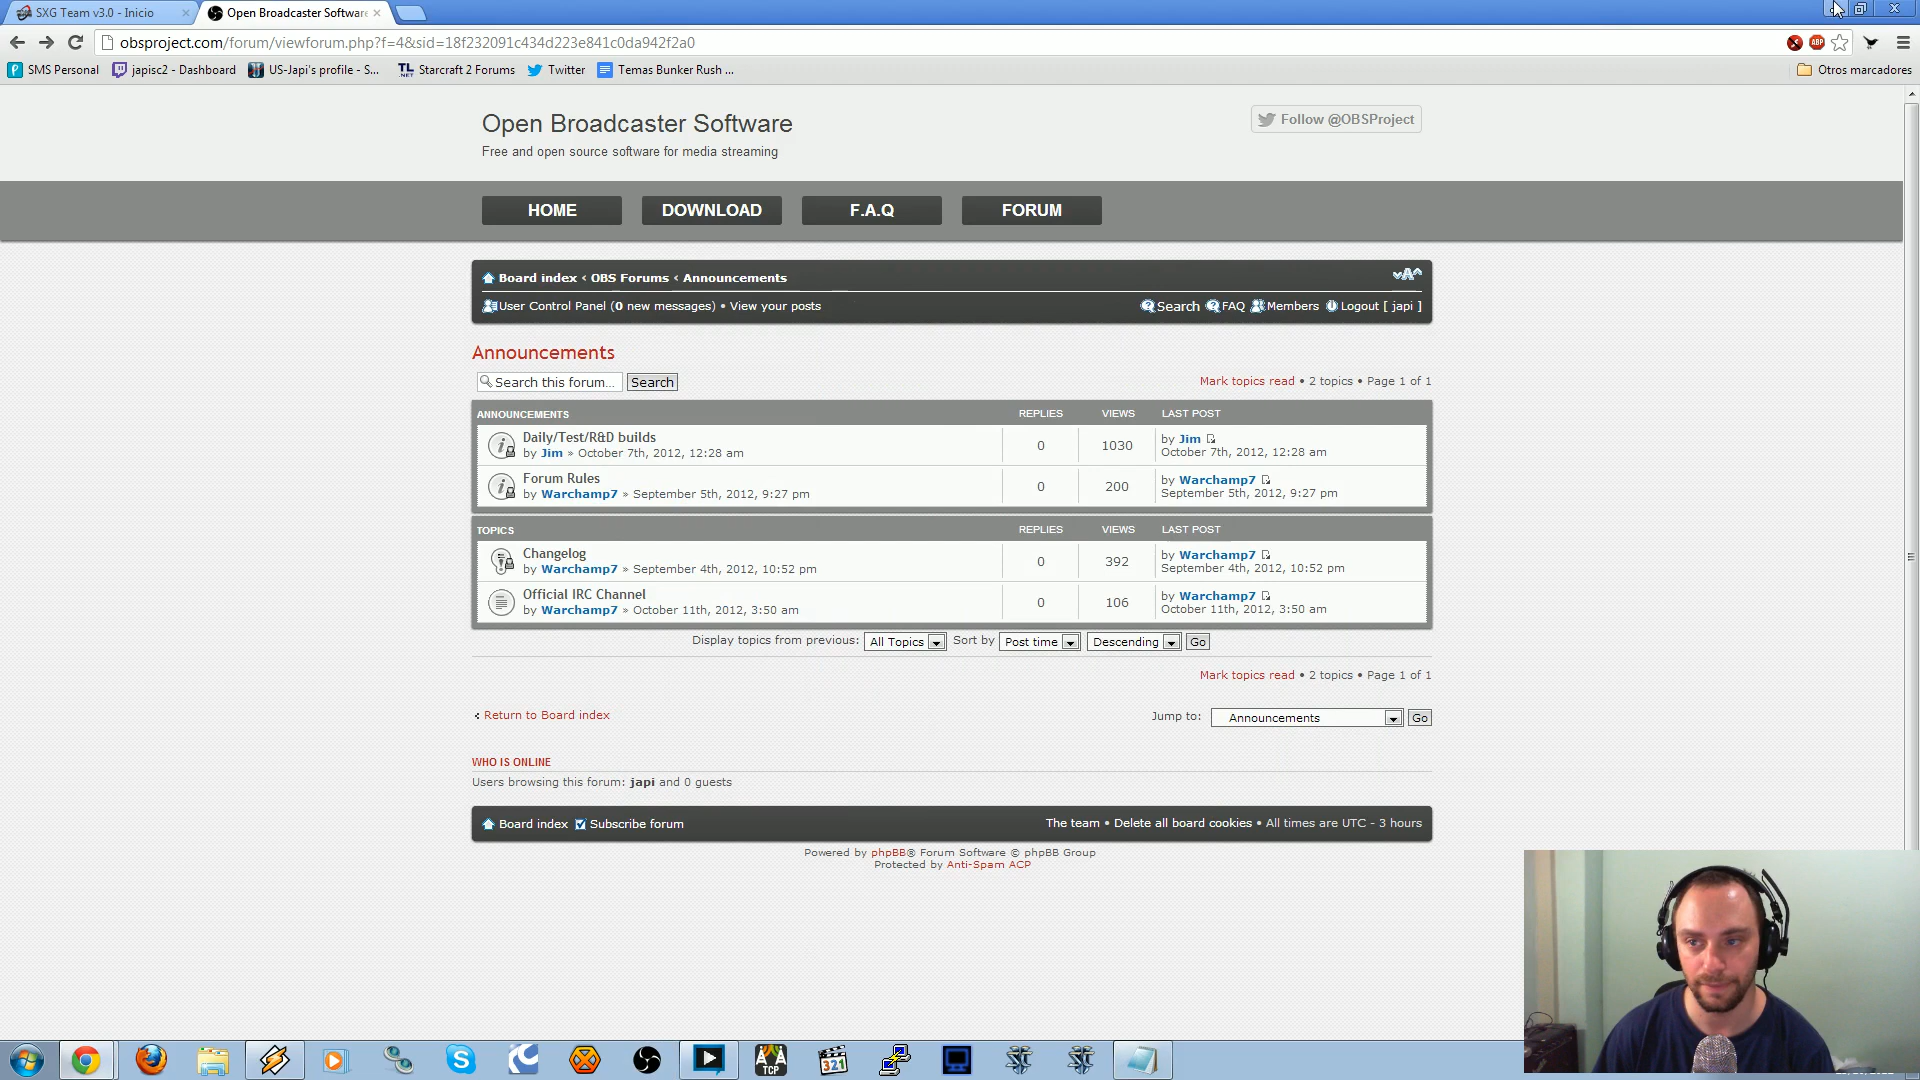 SXG Team v3.0 - Inicio
Open Broadcaster Software
obsproject.com/forum/viewforum.php?f=4&sid=18f232091c434d223e841c0da942f2a0
ABP
SMS Personal
japisc2 - Dashboard
US-Japi's profile - S...
TL .NET Starcraft 2 Forums
Twitter
Temas Bunker Rush ...
Otros marcadores
Open Broadcaster Software
Free and open source software for media streaming
Follow @OBSProject
HOME
DOWNLOAD
F.A.Q
FORUM
Board index ‹ OBS Forums ‹ Announcements
User Control Panel (0 new messages) • View your posts
Search FAQ Members Logout [ japi ]
Announcements
Search this forum... Search
Mark topics read • 2 topics • Page 1 of 1
ANNOUNCEMENTS REPLIES VIEWS LAST POST
Daily/Test/R&D builds
by Jim » October 7th, 2012, 12:28 am
0 1030
by Jim
October 7th, 2012, 12:28 am
Forum Rules
by Warchamp7 » September 5th, 2012, 9:27 pm
0 200
by Warchamp7
September 5th, 2012, 9:27 pm
TOPICS REPLIES VIEWS LAST POST
Changelog
by Warchamp7 » September 4th, 2012, 10:52 pm
0 392
by Warchamp7
September 4th, 2012, 10:52 pm
Official IRC Channel
by Warchamp7 » October 11th, 2012, 3:50 am
0 106
by Warchamp7
October 11th, 2012, 3:50 am
Display topics from previous: All Topics Sort by Post time Descending Go
Mark topics read • 2 topics • Page 1 of 1
Return to Board index
Jump to: Announcements Go
WHO IS ONLINE
Users browsing this forum: japi and 0 guests
Board index Subscribe forum
The team • Delete all board cookies • All times are UTC - 3 hours
Powered by phpBB® Forum Software © phpBB Group
Protected by Anti-Spam ACP
TCP
321